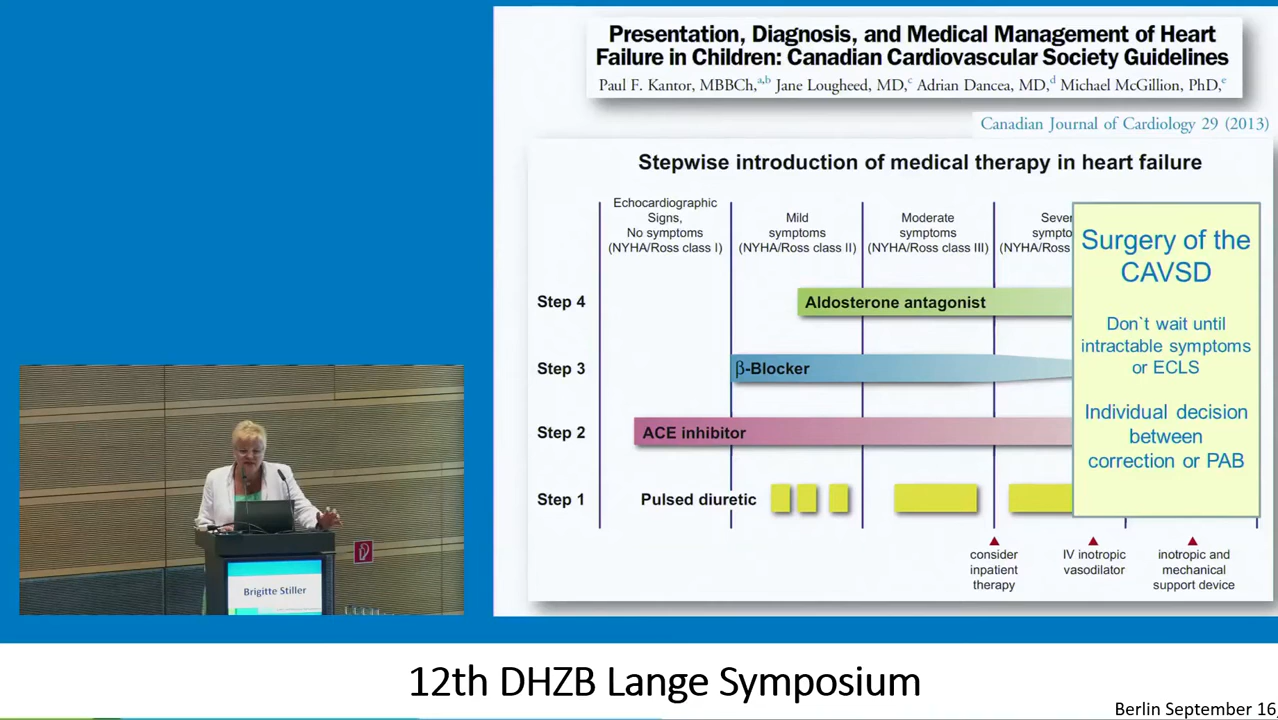 Presentation, Diagnosis, and Medical Management of Heart
Failure in Children: Canadian Cardiovascular Society Guidelines
Paul F. Kantor, MBBCh,a,b Jane Lougheed, MD,c Adrian Dancea, MD,d Michael McGillion, PhD,e
Canadian Journal of Cardiology 29 (2013)
Stepwise introduction of medical therapy in heart failure
Echocardiographic
Signs,
No symptoms
(NYHA/Ross class I)
Mild
symptoms
(NYHA/Ross class II)
Moderate
symptoms
(NYHA/Ross class III)
Sever
sympto
(NYHA/Ross
Surgery of the
CAVSD
Don`t wait until
intractable symptoms
or ECLS
Individual decision
between
correction or PAB
Step 4
Aldosterone antagonist
Step 3
β-Blocker
Step 2
ACE inhibitor
Step 1
Pulsed diuretic
consider
inpatient
therapy
IV inotropic
vasodilator
inotropic and
mechanical
support device
Brigitte Stiller
12th DHZB Lange Symposium
Berlin September 16,